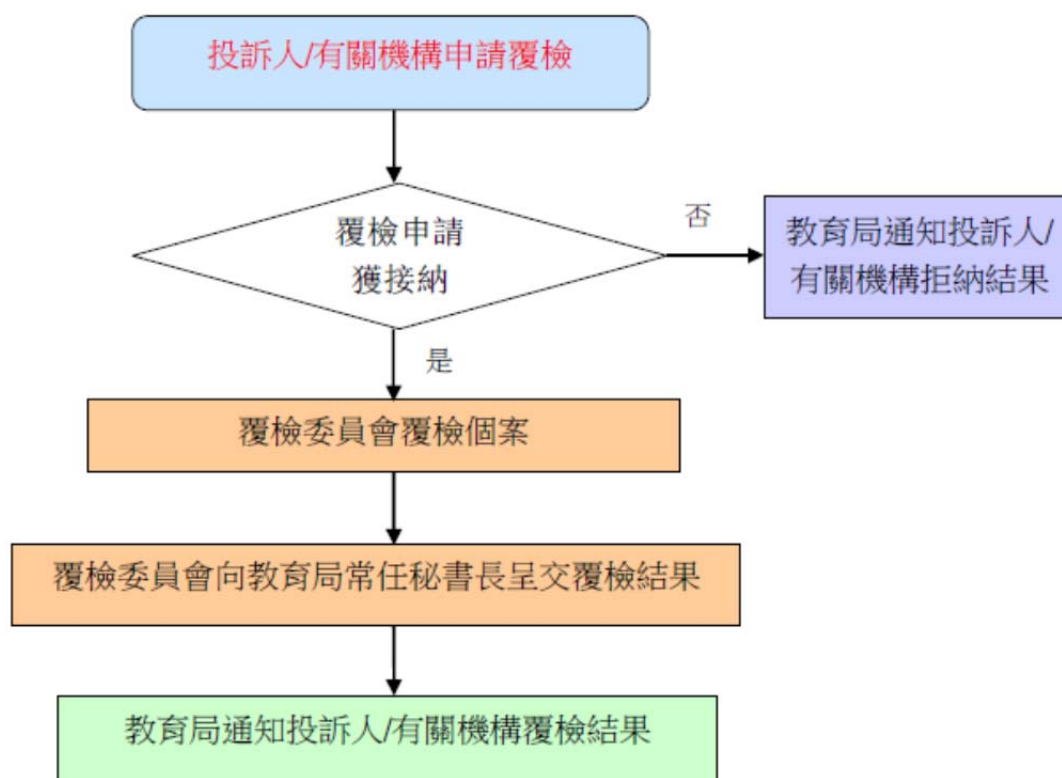 投訴人/有關機構申請覆檢
覆檢申請
獲接納
否
教育局通知投訴人/
有關機構拒納結果
是
覆檢委員會覆檢個案
覆檢委員會向教育局常任秘書長呈交覆檢結果
教育局通知投訴人/有關機構覆檢結果